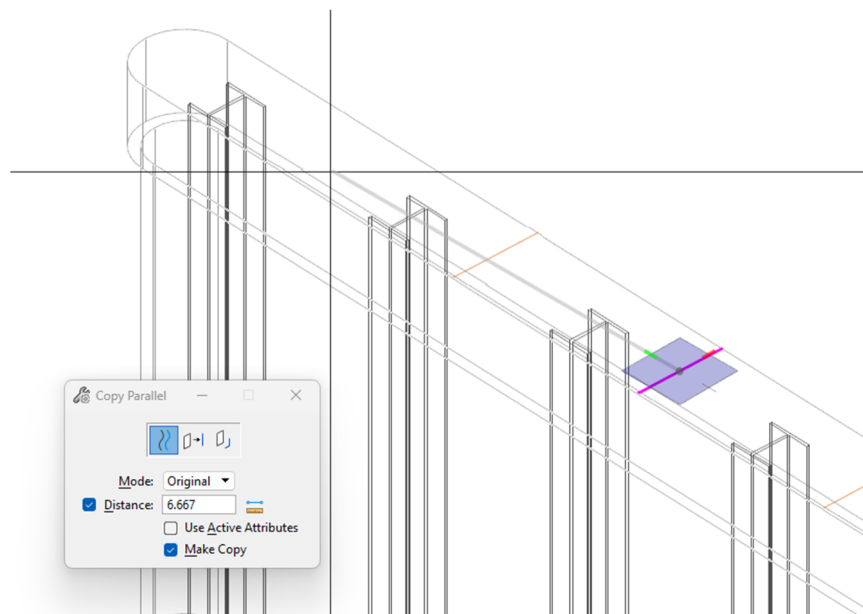 Copy Parallel
Mode: Original
Distance: 6.667
Use Active Attributes
Make Copy